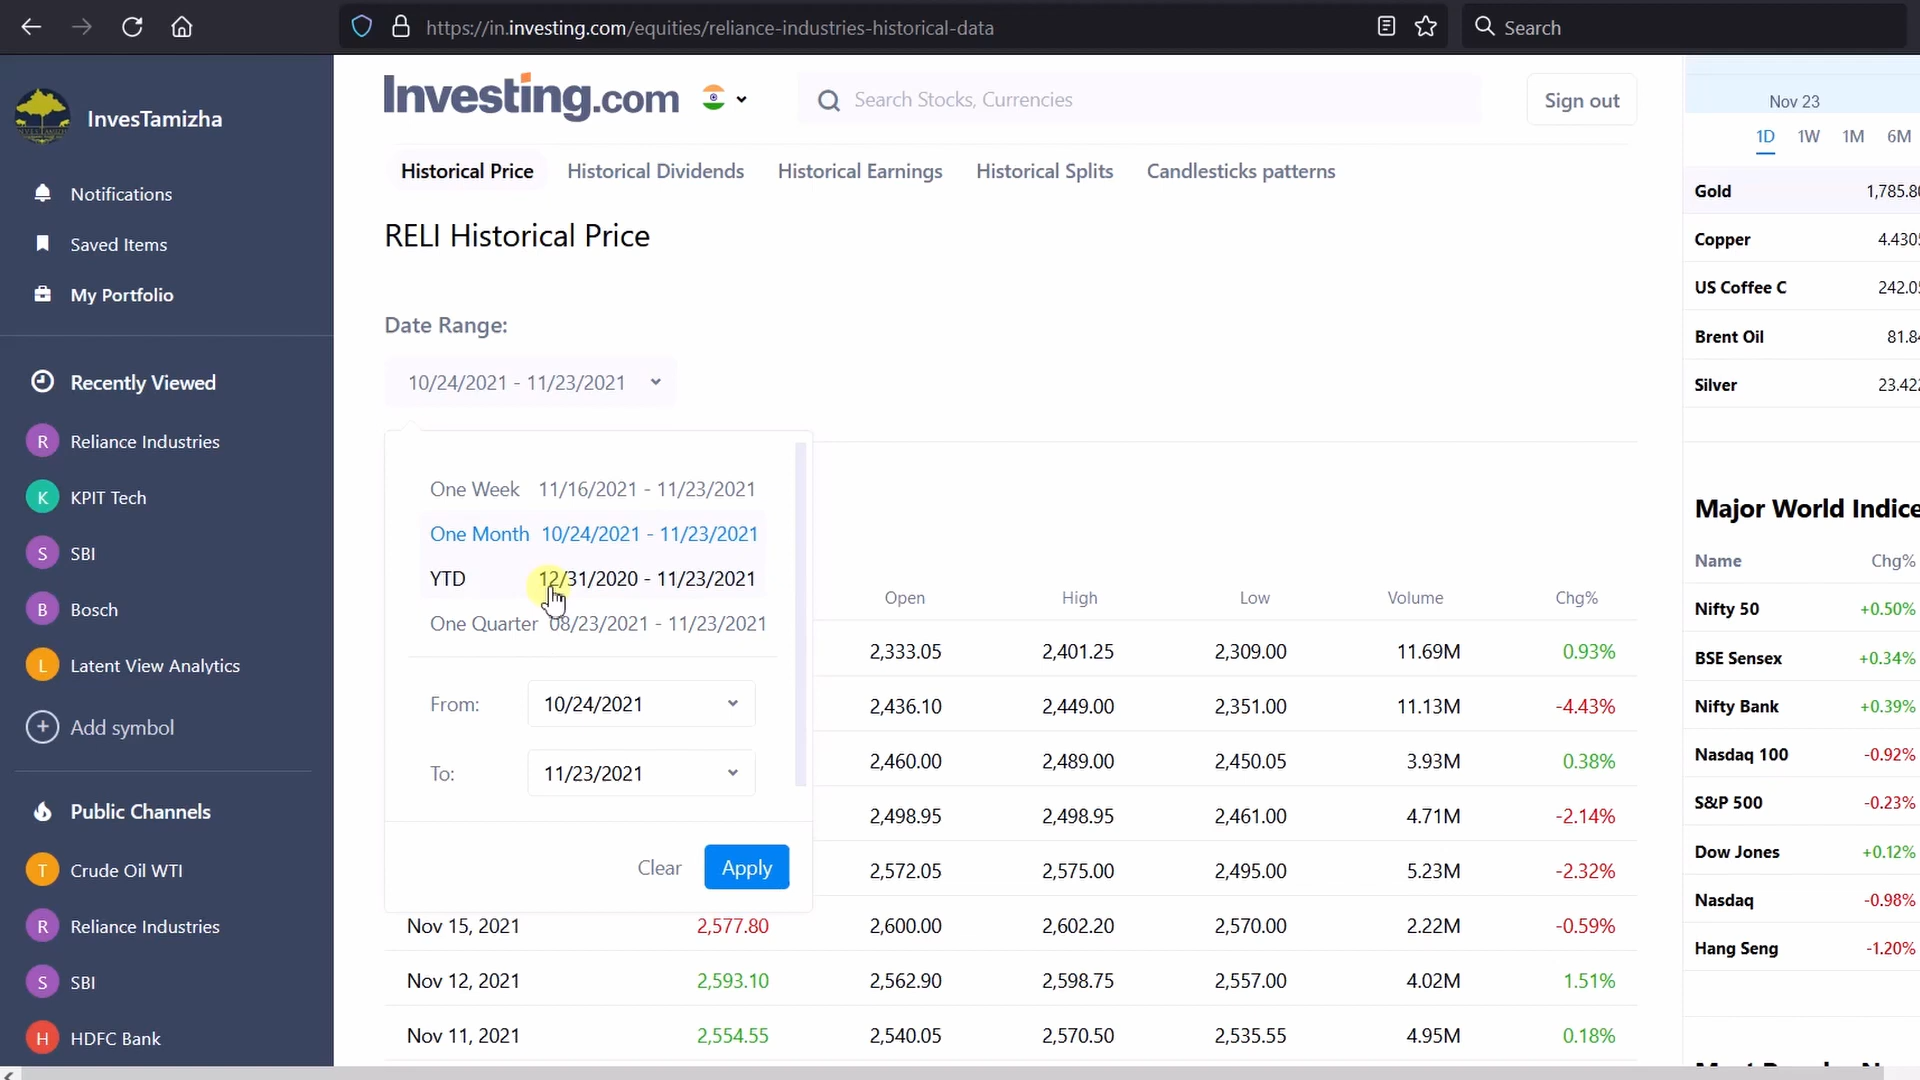 https://in.investing.com/equities/reliance-industries-historical-data
Search
InvesTamizha
Notifications
Saved Items
My Portfolio
Recently Viewed
R Reliance Industries
K KPIT Tech
S SBI
B Bosch
L Latent View Analytics
+ Add symbol
Public Channels
T Crude Oil WTI
R Reliance Industries
S SBI
H HDFC Bank
Investing.com
Search Stocks, Currencies
Sign out
Historical Price Historical Dividends Historical Earnings Historical Splits Candlesticks patterns
RELI Historical Price
Date Range:
10/24/2021 - 11/23/2021
One Week 11/16/2021 - 11/23/2021
One Month 10/24/2021 - 11/23/2021
YTD 12/31/2020 - 11/23/2021
One Quarter 08/23/2021 - 11/23/2021
From: 10/24/2021
To: 11/23/2021
Clear Apply
Open High Low Volume Chg%
2,333.05 2,401.25 2,309.00 11.69M 0.93%
2,436.10 2,449.00 2,351.00 11.13M -4.43%
2,460.00 2,489.00 2,450.05 3.93M 0.38%
2,498.95 2,498.95 2,461.00 4.71M -2.14%
2,572.05 2,575.00 2,495.00 5.23M -2.32%
Nov 15, 2021 2,577.80 2,600.00 2,602.20 2,570.00 2.22M -0.59%
Nov 12, 2021 2,593.10 2,562.90 2,598.75 2,557.00 4.02M 1.51%
Nov 11, 2021 2,554.55 2,540.05 2,570.50 2,535.55 4.95M 0.18%
Nov 23
1D 1W 1M 6M
Gold 1,785.80
Copper 4.4305
US Coffee C 242.05
Brent Oil 81.84
Silver 23.422
Major World Indice
Name Chg%
Nifty 50 +0.50%
BSE Sensex +0.34%
Nifty Bank +0.39%
Nasdaq 100 -0.92%
S&P 500 -0.23%
Dow Jones +0.12%
Nasdaq -0.98%
Hang Seng -1.20%